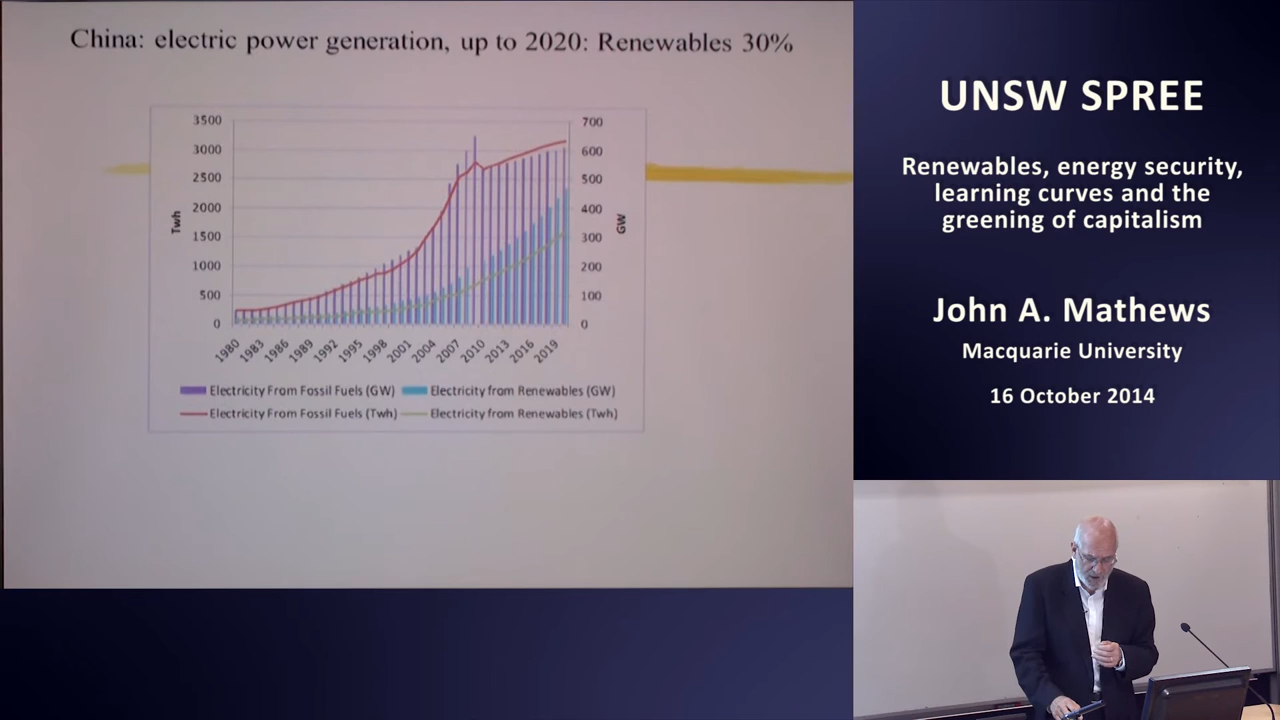 China: electric power generation, up to 2020: Renewables 30%
3500
3000
2500
2000
1500
1000
500
0
Twh
700
600
500
400
300
200
100
0
GW
1980 1983 1986 1989 1992 1995 1998 2001 2004 2007 2010 2013 2016 2019
Electricity From Fossil Fuels (GW) Electricity from Renewables (GW)
Electricity From Fossil Fuels (Twh) Electricity from Renewables (Twh)
UNSW SPREE
Renewables, energy security,
learning curves and the
greening of capitalism
John A. Mathews
Macquarie University
16 October 2014